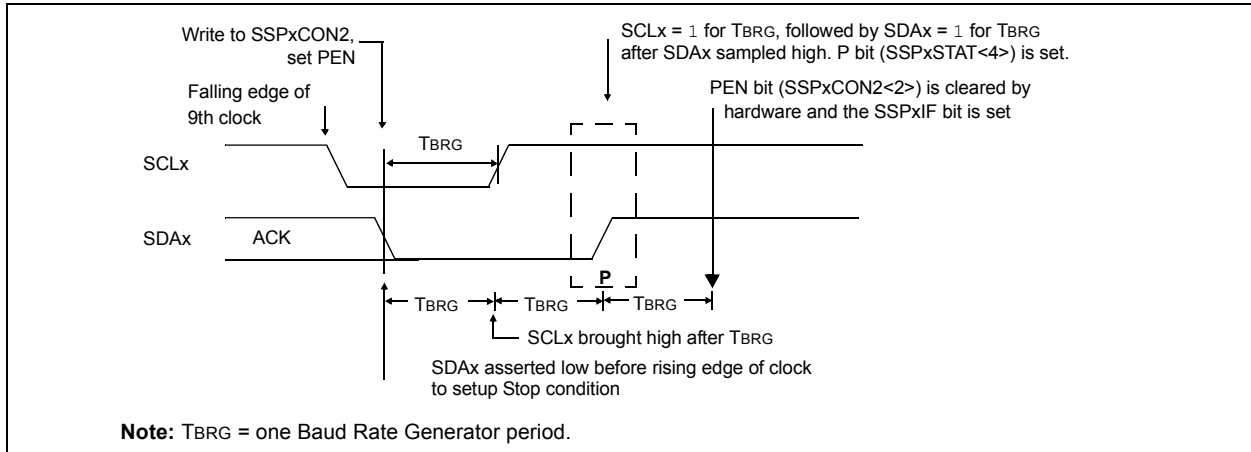 Write to SSPxCON2,
set PEN
SCLx = 1 for TBRG, followed by SDAx = 1 for TBRG
after SDAx sampled high. P bit (SSPxSTAT<4>) is set.
Falling edge of
9th clock
PEN bit (SSPxCON2<2>) is cleared by
hardware and the SSPxIF bit is set
TBRG
SCLx
SDAx
ACK
P
TBRG
TBRG
TBRG
SCLx brought high after TBRG
SDAx asserted low before rising edge of clock
to setup Stop condition
Note: TBRG = one Baud Rate Generator period.